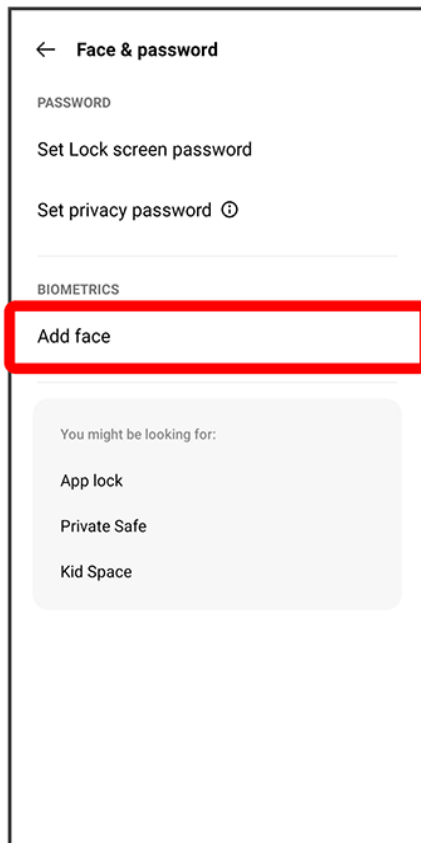 Face & password
PASSWORD
Set Lock screen password
Set privacy password
BIOMETRICS
Add face
You might be looking for:
App lock
Private Safe
Kid Space